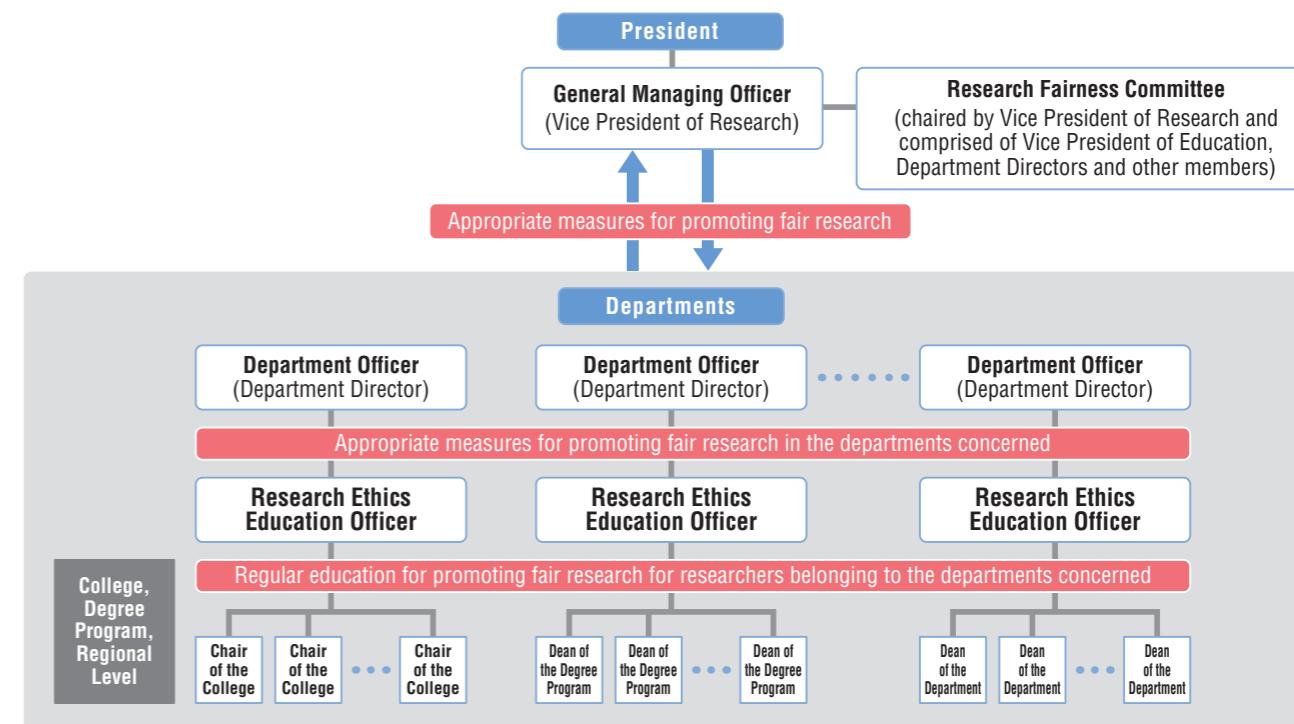 President
General Managing Officer
(Vice President of Research)
Research Fairness Committee
(chaired by Vice President of Research and
comprised of Vice President of Education,
Department Directors and other members)
Appropriate measures for promoting fair research
Departments
Department Officer
(Department Director)
Department Officer
(Department Director)
Department Officer
(Department Director)
Appropriate measures for promoting fair research in the departments concerned
Research Ethics
Education Officer
Research Ethics
Education Officer
Research Ethics
Education Officer
Regular education for promoting fair research for researchers belonging to the departments concerned
College,
Degree
Program,
Regional
Level
Chair
of the
College
Chair
of the
College
Chair
of the
College
Dean of
the Degree
Program
Dean of
the Degree
Program
Dean of
the Degree
Program
Dean
of the
Department
Dean
of the
Department
Dean
of the
Department